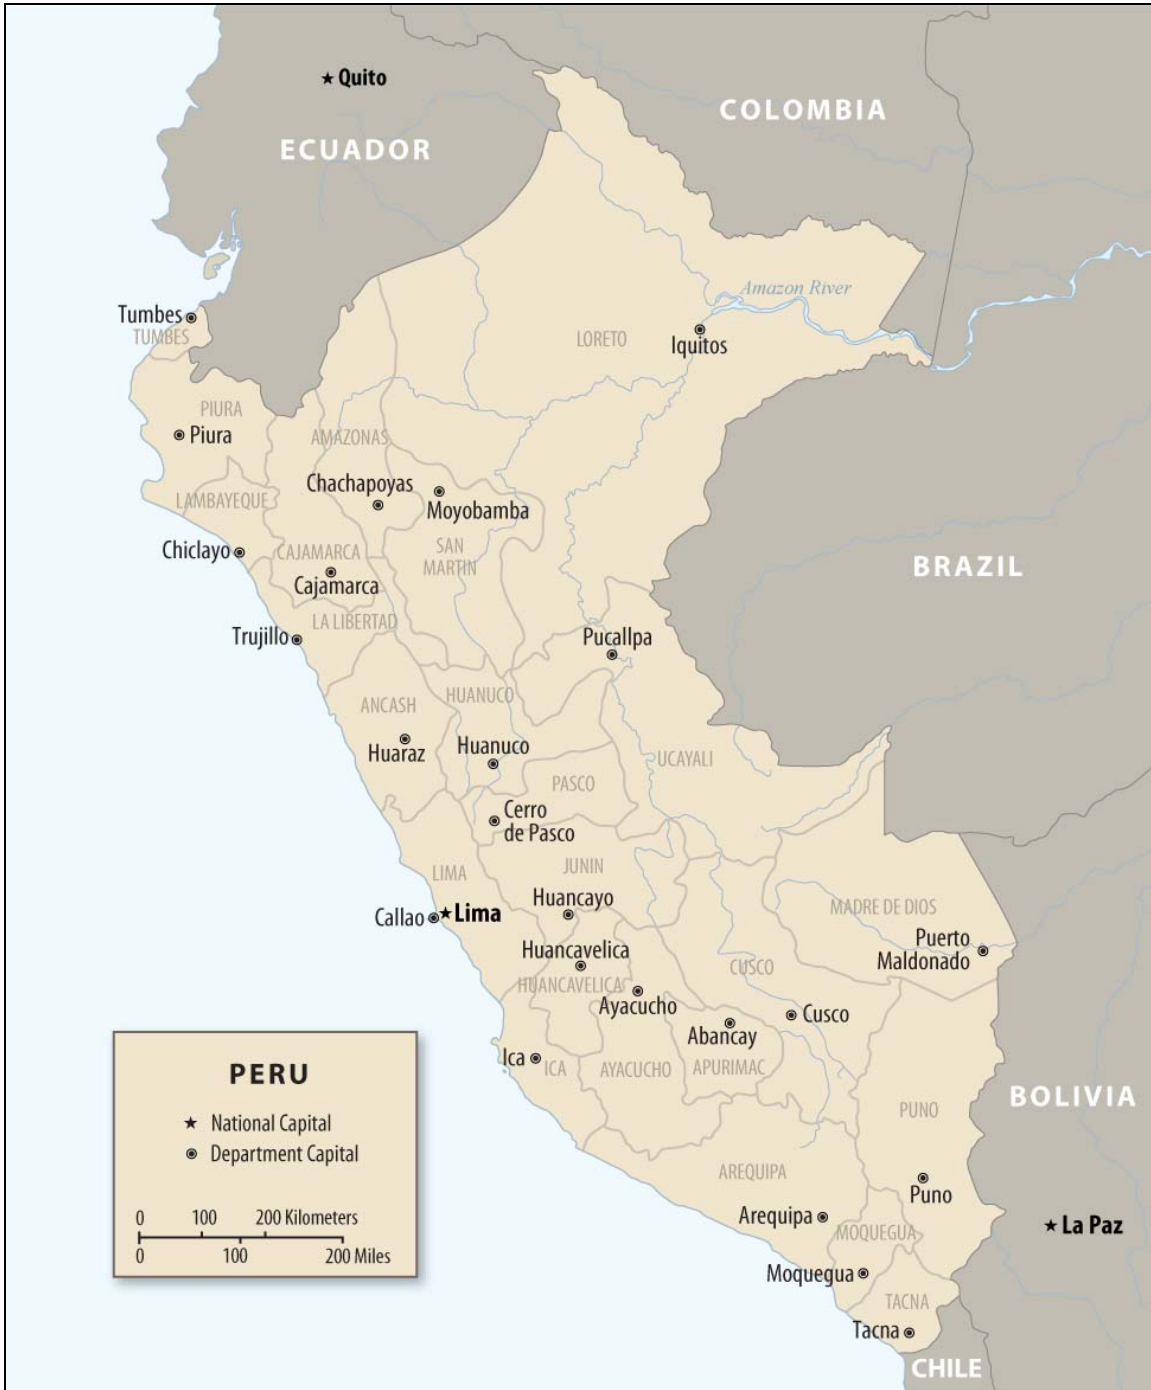 Quito
COLOMBIA
ECUADOR
Amazon River
Tumbes
TUMBES
LORETO
Iquitos
PIURA
Piura
AMAZONAS
Chachapoyas
LAMBAYEQUE
Moyobamba
Chiclayo
CAJAMARCA
SAN
MARTIN
BRAZIL
Cajamarca
LA LIBERTAD
Trujillo
Pucallpa
ANCASH
HUANUCO
Huaraz
Huanuco
UCAYALI
PASCO
Cerro
de Pasco
LIMA
JUNIN
Huancayo
MADRE DE DIOS
Callao
Lima
Puerto
Maldonado
Huancavelica
CUSCO
HUANCAVELICA
Ayacucho
Cusco
Abancay
Ica
ICA
AYACUCHO
APURIMAC
PERU
BOLIVIA
PUNO
National Capital
Department Capital
AREQUIPA
Puno
0 100 200 Kilometers
0 100 200 Miles
Arequipa
MOQUEGUA
La Paz
Moquegua
TACNA
Tacna
CHILE